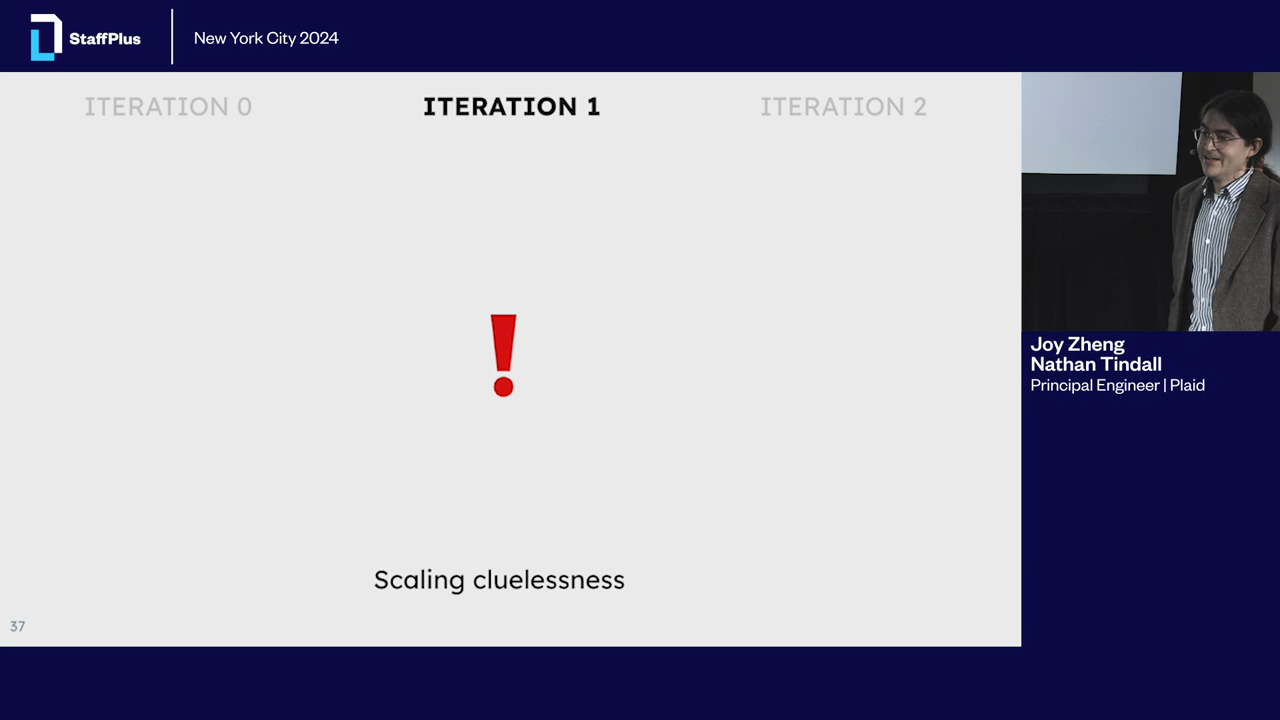 StaffPlus
New York City 2024
ITERATION 0
ITERATION 1
ITERATION 2
!
Scaling cluelessness
37
Joy Zheng
Nathan Tindall
Principal Engineer | Plaid